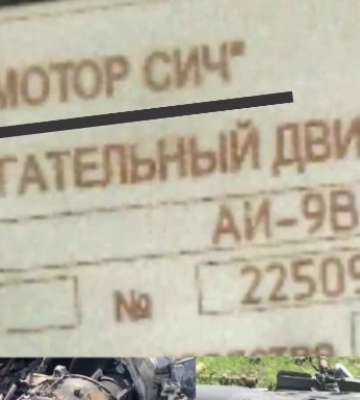 МОТОР СИЧ"
ГАТЕЛЬНЫЙ ДВИ
АИ-9В
№ 22509